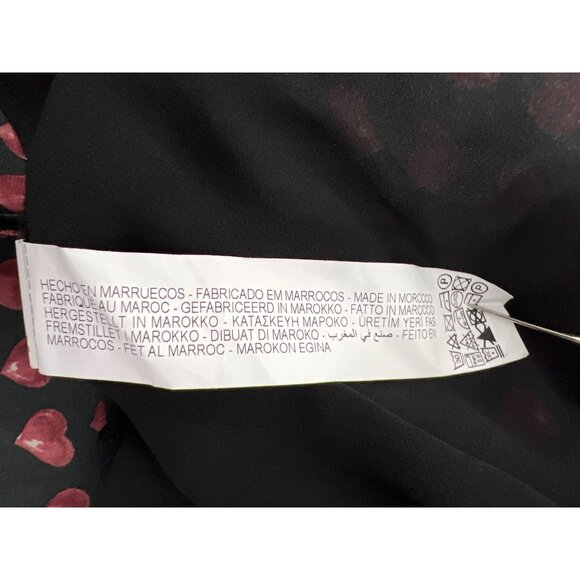 HECHO EN MARRUECOS - FABRICADO EM MARROCOS - MADE IN MOROCCO
FABRIQUE AU MAROC - GEFABRICEERD IN MAROKKO - FATTO IN MAROCCO
HERGESTELLT IN MAROKKO - ΚΑΤΑΣΚΕΥΗ ΜΑΡΟΚΟ - ÜRETİM YERİ FAS
FREMSTILLET I MAROKKO - DIBUAT DI MAROKO - صنع في المغرب - FEITO EN
MARROCOS - FET AL MARROC - MAROKON EGINA